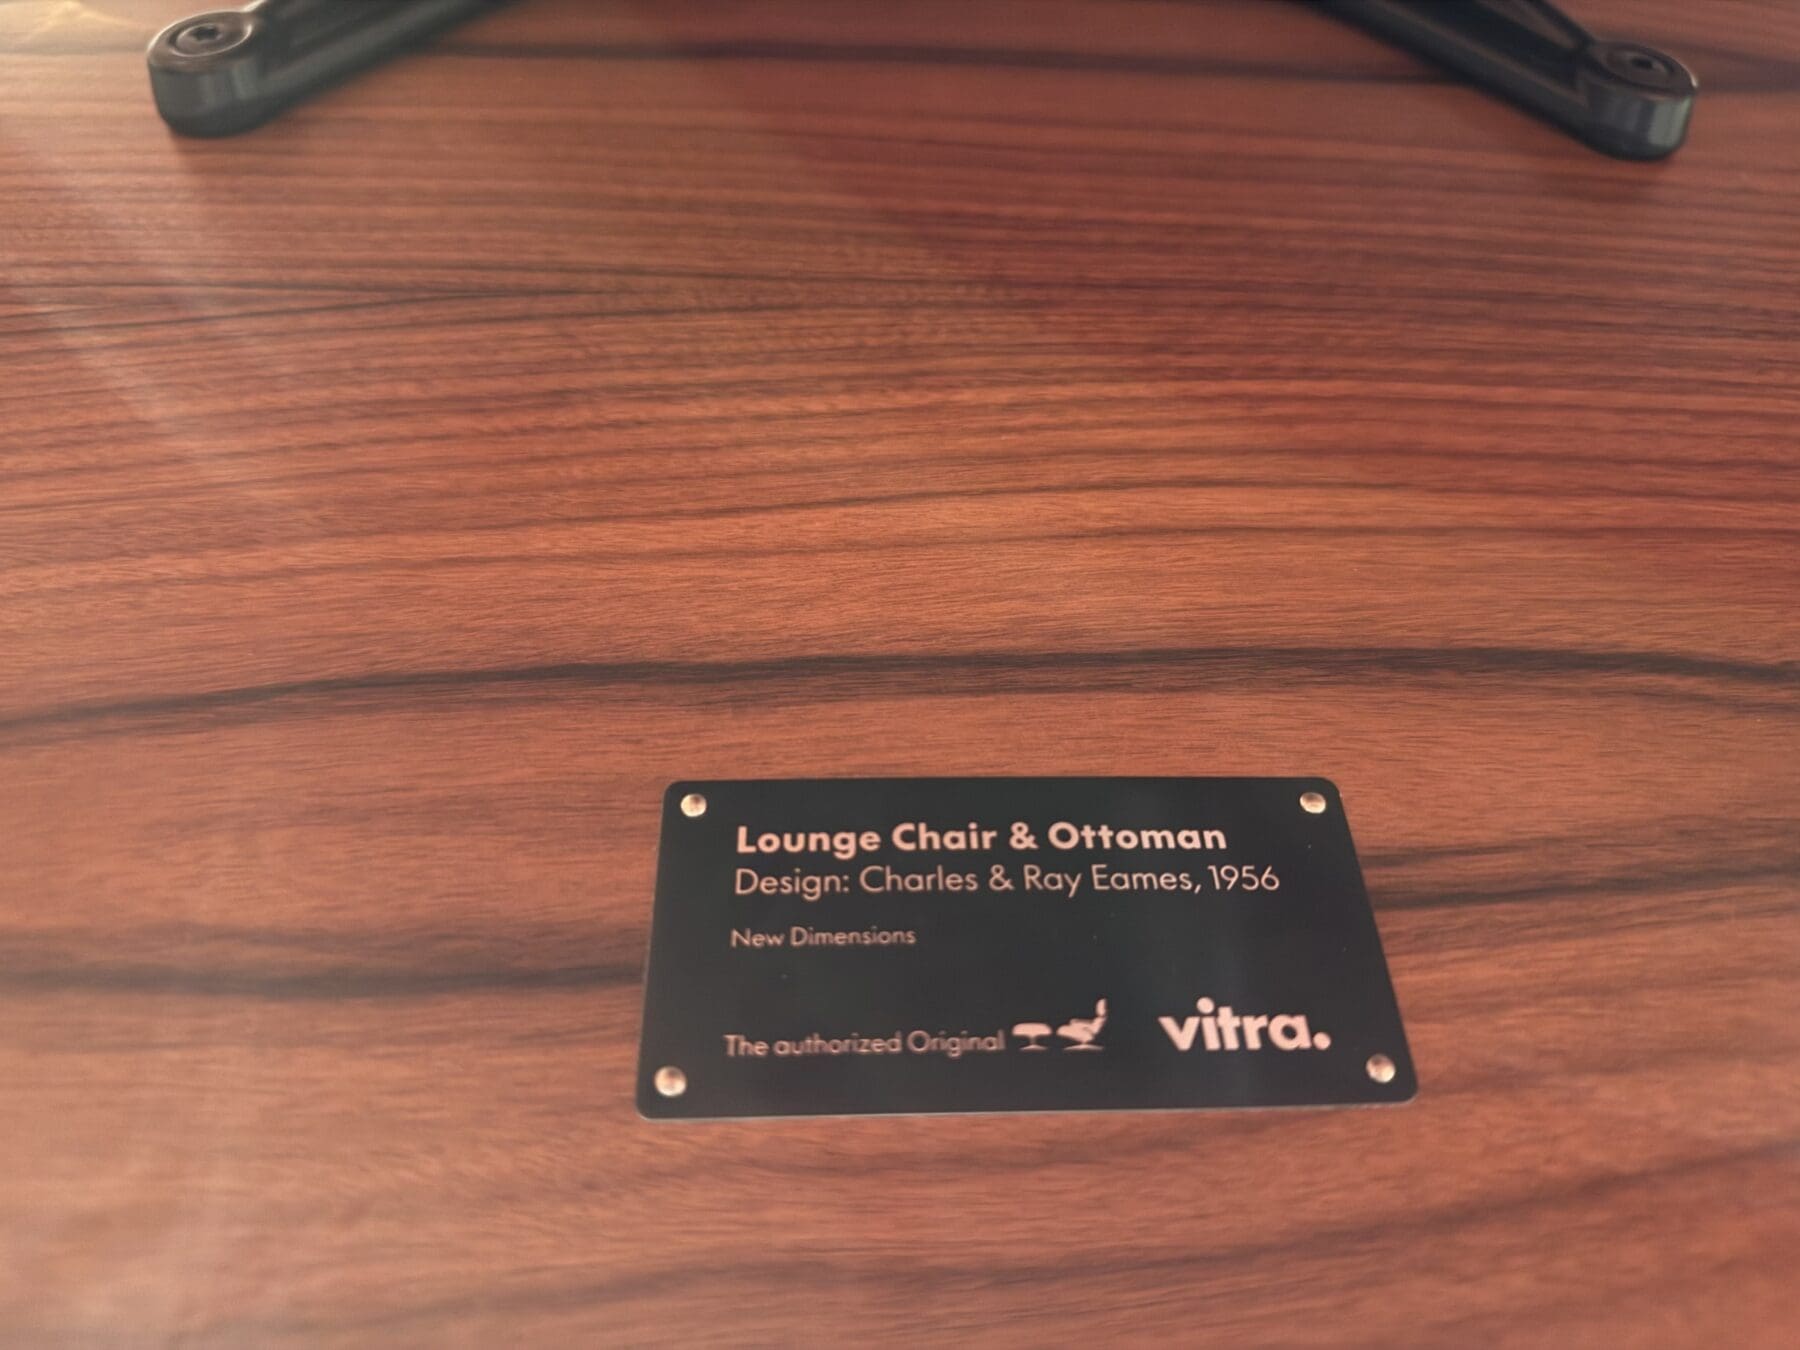 Lounge Chair & Ottoman
Design: Charles & Ray Eames, 1956
New Dimensions
The authorized Original
vitra.